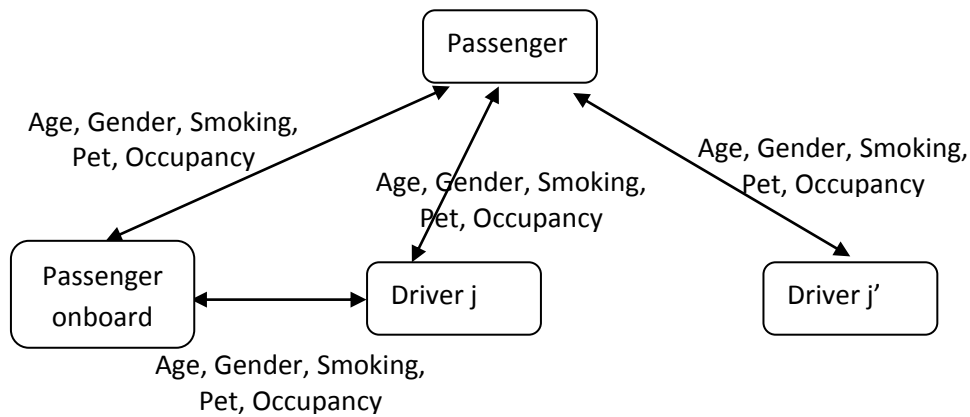 Passenger
Age, Gender, Smoking,
Pet, Occupancy
Age, Gender, Smoking,
Pet, Occupancy
Age, Gender, Smoking,
Pet, Occupancy
Passenger
onboard
Driver j
Driver j’
Age, Gender, Smoking,
Pet, Occupancy